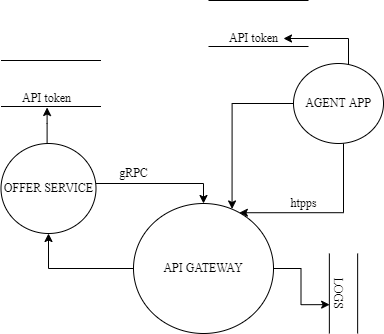 API token
API token
AGENT APP
gRPC
OFFER SERVICE
htpps
API GATEWAY
LOGS